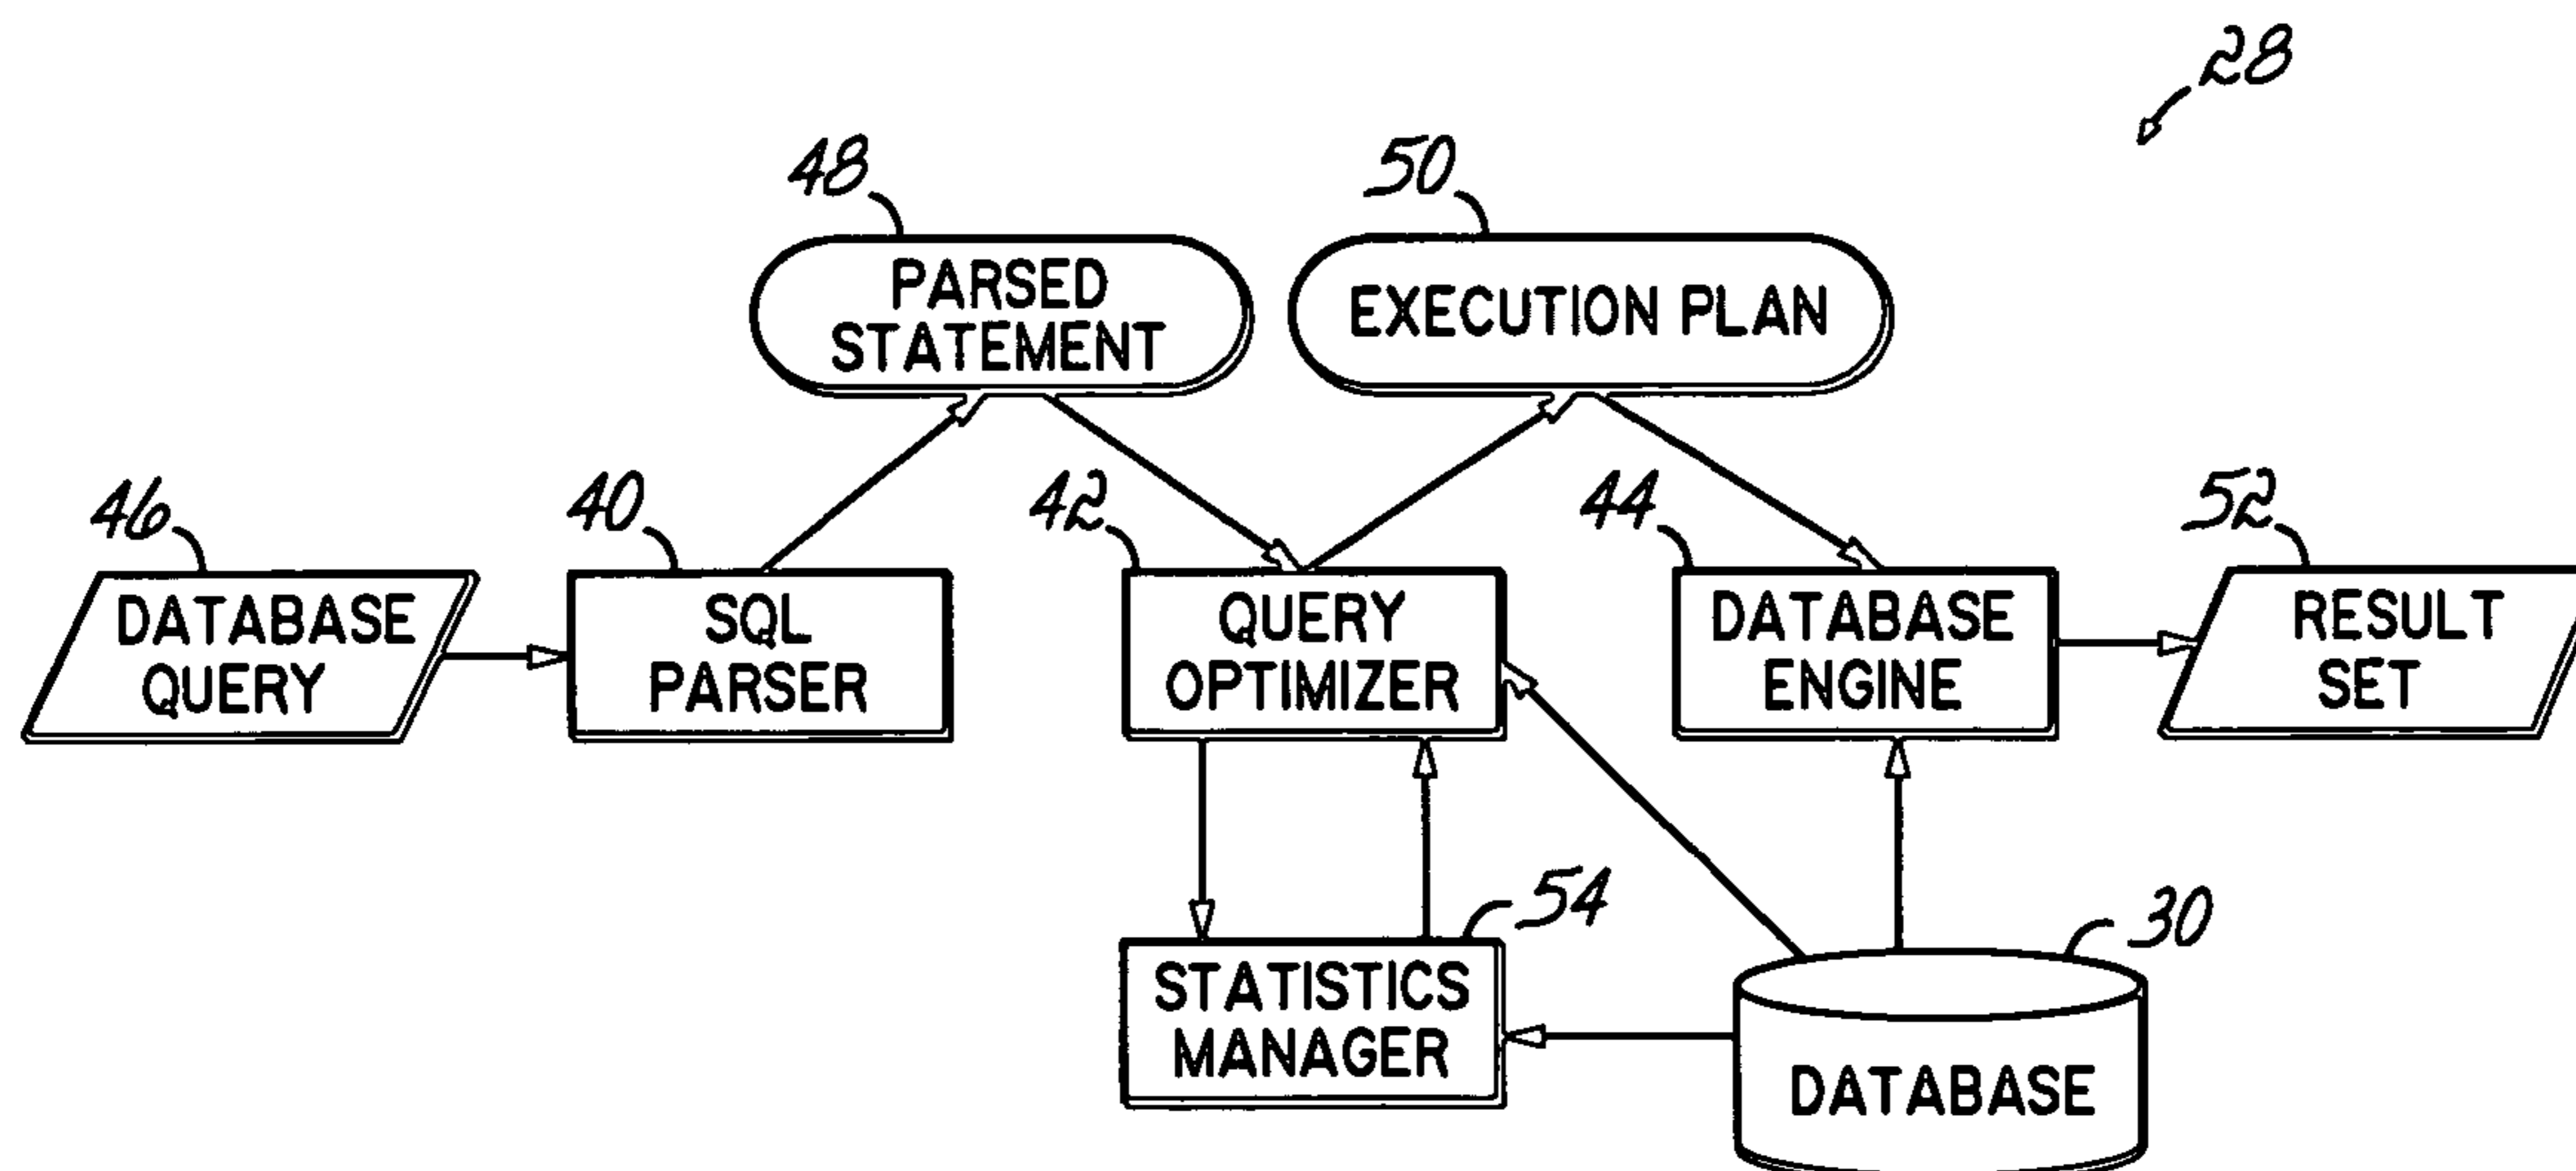 28
48
50
PARSED
STATEMENT
EXECUTION PLAN
46
40
42
44
52
DATABASE
QUERY
SQL
PARSER
QUERY
OPTIMIZER
DATABASE
ENGINE
RESULT
SET
54
30
STATISTICS
MANAGER
DATABASE